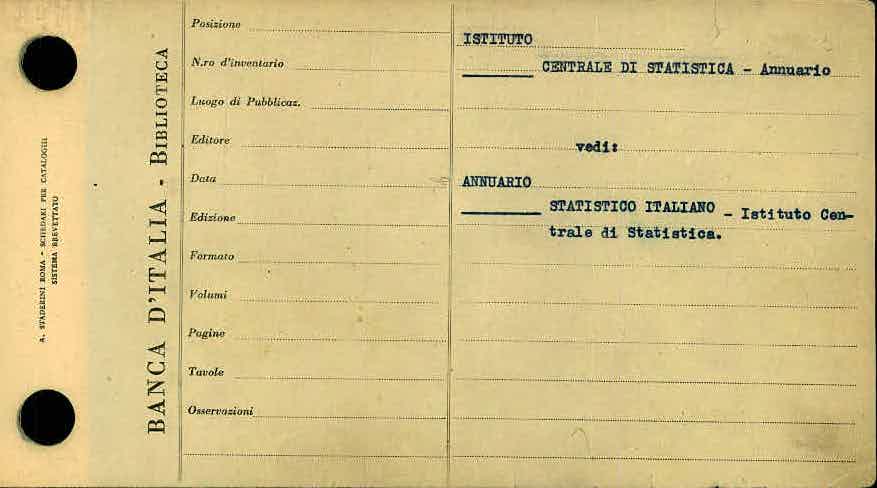 A. STADERINI ROMA - SCHEDARI PER CATALOGHI
SISTEMA BREVETTATO
BANCA D'ITALIA - BIBLIOTECA
Posizione
N.ro d'inventario
Luogo di Pubblicaz.
Editore
Data
Edizione
Formato
Volumi
Pagine
Tavole
Osservazioni
ISTITUTO
CENTRALE DI STATISTICA - Annuario
vedi:
ANNUARIO
STATISTICO ITALIANO - Istituto Cen-
trale di Statistica.